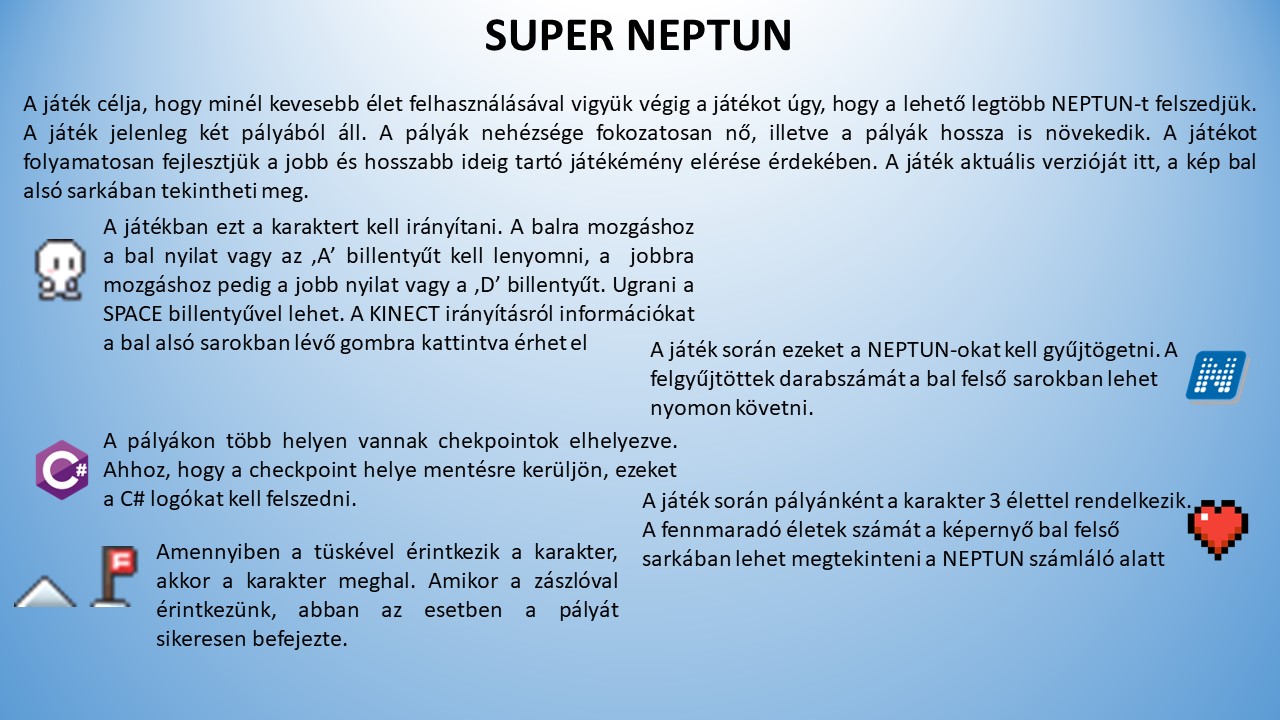 SUPER NEPTUN
A játék célja, hogy minél kevesebb élet felhasználásával vigyük végig a játékot úgy, hogy a lehető legtöbb NEPTUN-t felszedjük.
A játék jelenleg két pályából áll. A pályák nehézsége fokozatosan nő, illetve a pályák hossza is növekedik. A játékot
folyamatosan fejlesztjük a jobb és hosszabb ideig tartó játékémény elérése érdekében. A játék aktuális verzióját itt, a kép bal
alsó sarkában tekintheti meg.
A játékban ezt a karaktert kell irányítani. A balra mozgáshoz
a bal nyilat vagy az ‚A’ billentyűt kell lenyomni, a jobbra
mozgáshoz pedig a jobb nyilat vagy a ‚D’ billentyűt. Ugrani a
SPACE billentyűvel lehet. A KINECT irányításról információkat
a bal alsó sarokban lévő gombra kattintva érhet el
A játék során ezeket a NEPTUN-okat kell gyűjtögetni. A
felgyűjtöttek darabszámát a bal felső sarokban lehet
nyomon követni.
N
C#
A pályákon több helyen vannak chekpointok elhelyezve.
Ahhoz, hogy a checkpoint helye mentésre kerüljön, ezeket
a C# logókat kell felszedni.
A játék során pályánként a karakter 3 élettel rendelkezik.
A fennmaradó életek számát a képernyő bal felső
sarkában lehet megtekinteni a NEPTUN számláló alatt
F
Amennyiben a tüskével érintkezik a karakter,
akkor a karakter meghal. Amikor a zászlóval
érintkezünk, abban az esetben a pályát
sikeresen befejezte.